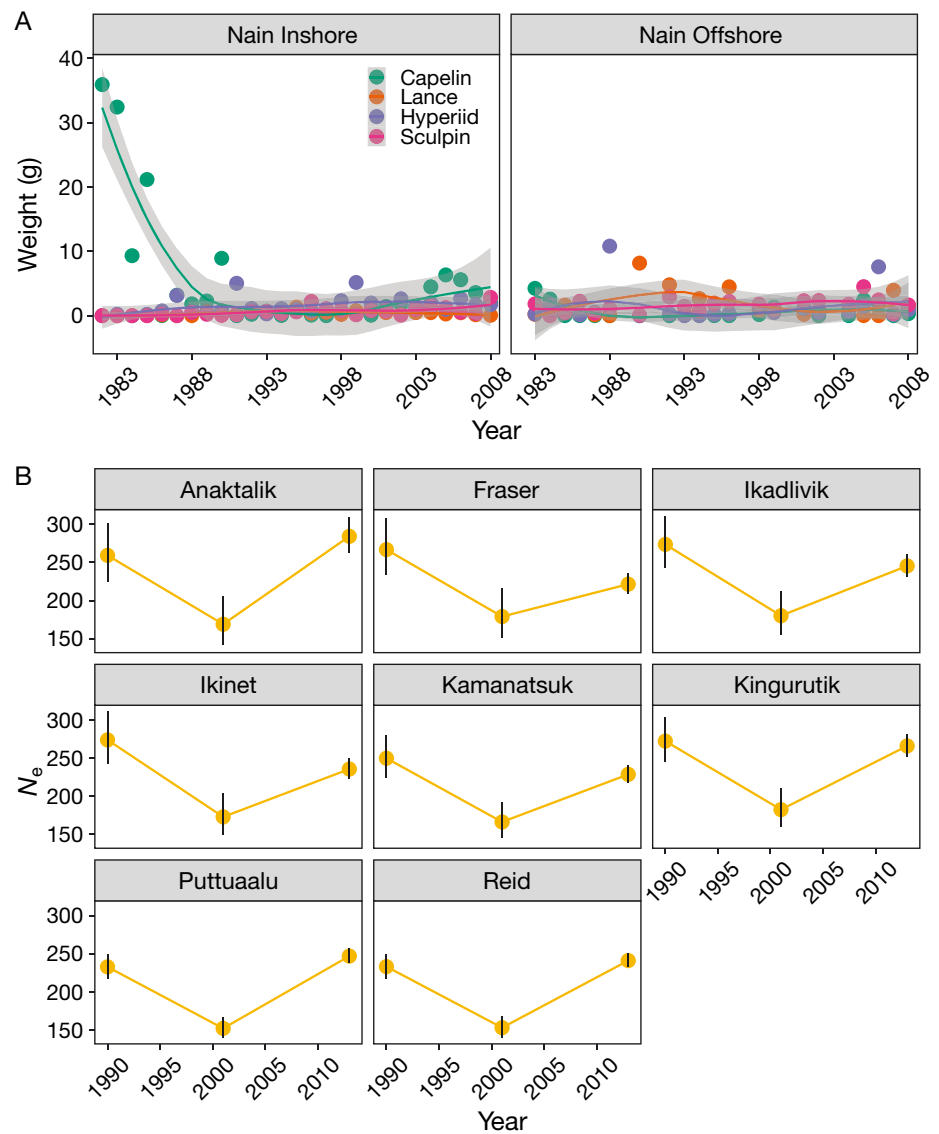 A
Nain Inshore
Nain Offshore
40
30
20
10
0
Weight (g)
Capelin
Lance
Hyperiid
Sculpin
1983
1988
1993
1998
2003
2008
1983
1988
1993
1998
2003
2008
Year
B
Anaktalik
Fraser
Ikadlivik
300
250
200
150
Ikinet
Kamanatsuk
Kingurutik
300
250
200
150
Ne
Puttuaalu
Reid
1990
1995
2000
2005
2010
300
250
200
150
1990
1995
2000
2005
2010
1990
1995
2000
2005
2010
Year